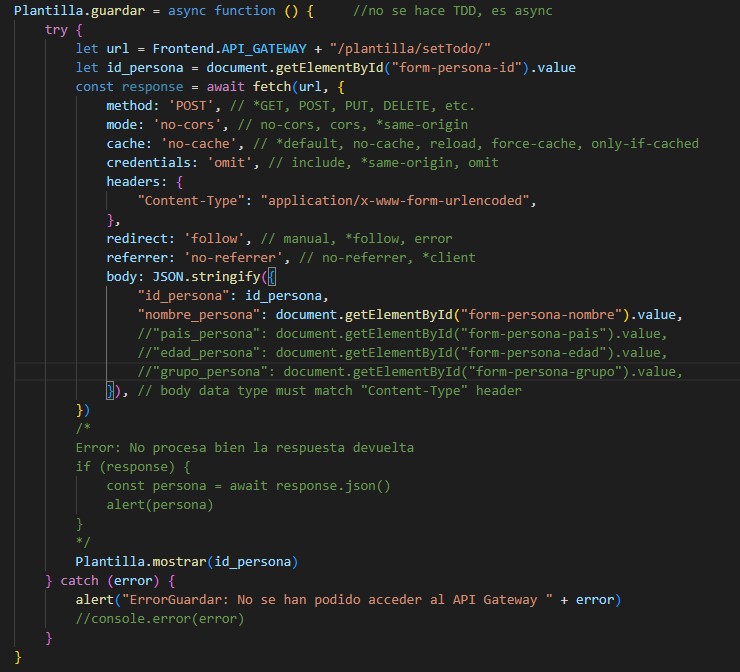 Plantilla.guardar = async function () {     //no se hace TDD, es async
    try {
        let url = Frontend.API_GATEWAY + "/plantilla/setTodo/"
        let id_persona = document.getElementById("form-persona-id").value
        const response = await fetch(url, {
            method: 'POST', // *GET, POST, PUT, DELETE, etc.
            mode: 'no-cors', // no-cors, cors, *same-origin
            cache: 'no-cache', // *default, no-cache, reload, force-cache, only-if-cached
            credentials: 'omit', // include, *same-origin, omit
            headers: {
                "Content-Type": "application/x-www-form-urlencoded",
            },
            redirect: 'follow', // manual, *follow, error
            referrer: 'no-referrer', // no-referrer, *client
            body: JSON.stringify({
                "id_persona": id_persona,
                "nombre_persona": document.getElementById("form-persona-nombre").value,
                //"pais_persona": document.getElementById("form-persona-pais").value,
                //"edad_persona": document.getElementById("form-persona-edad").value,
                //"grupo_persona": document.getElementById("form-persona-grupo").value,
            }), // body data type must match "Content-Type" header
        })
        /*
        Error: No procesa bien la respuesta devuelta
        if (response) {
            const persona = await response.json()
            alert(persona)
        }
        */
        Plantilla.mostrar(id_persona)
    } catch (error) {
        alert("ErrorGuardar: No se han podido acceder al API Gateway " + error)
        //console.error(error)
    }
}